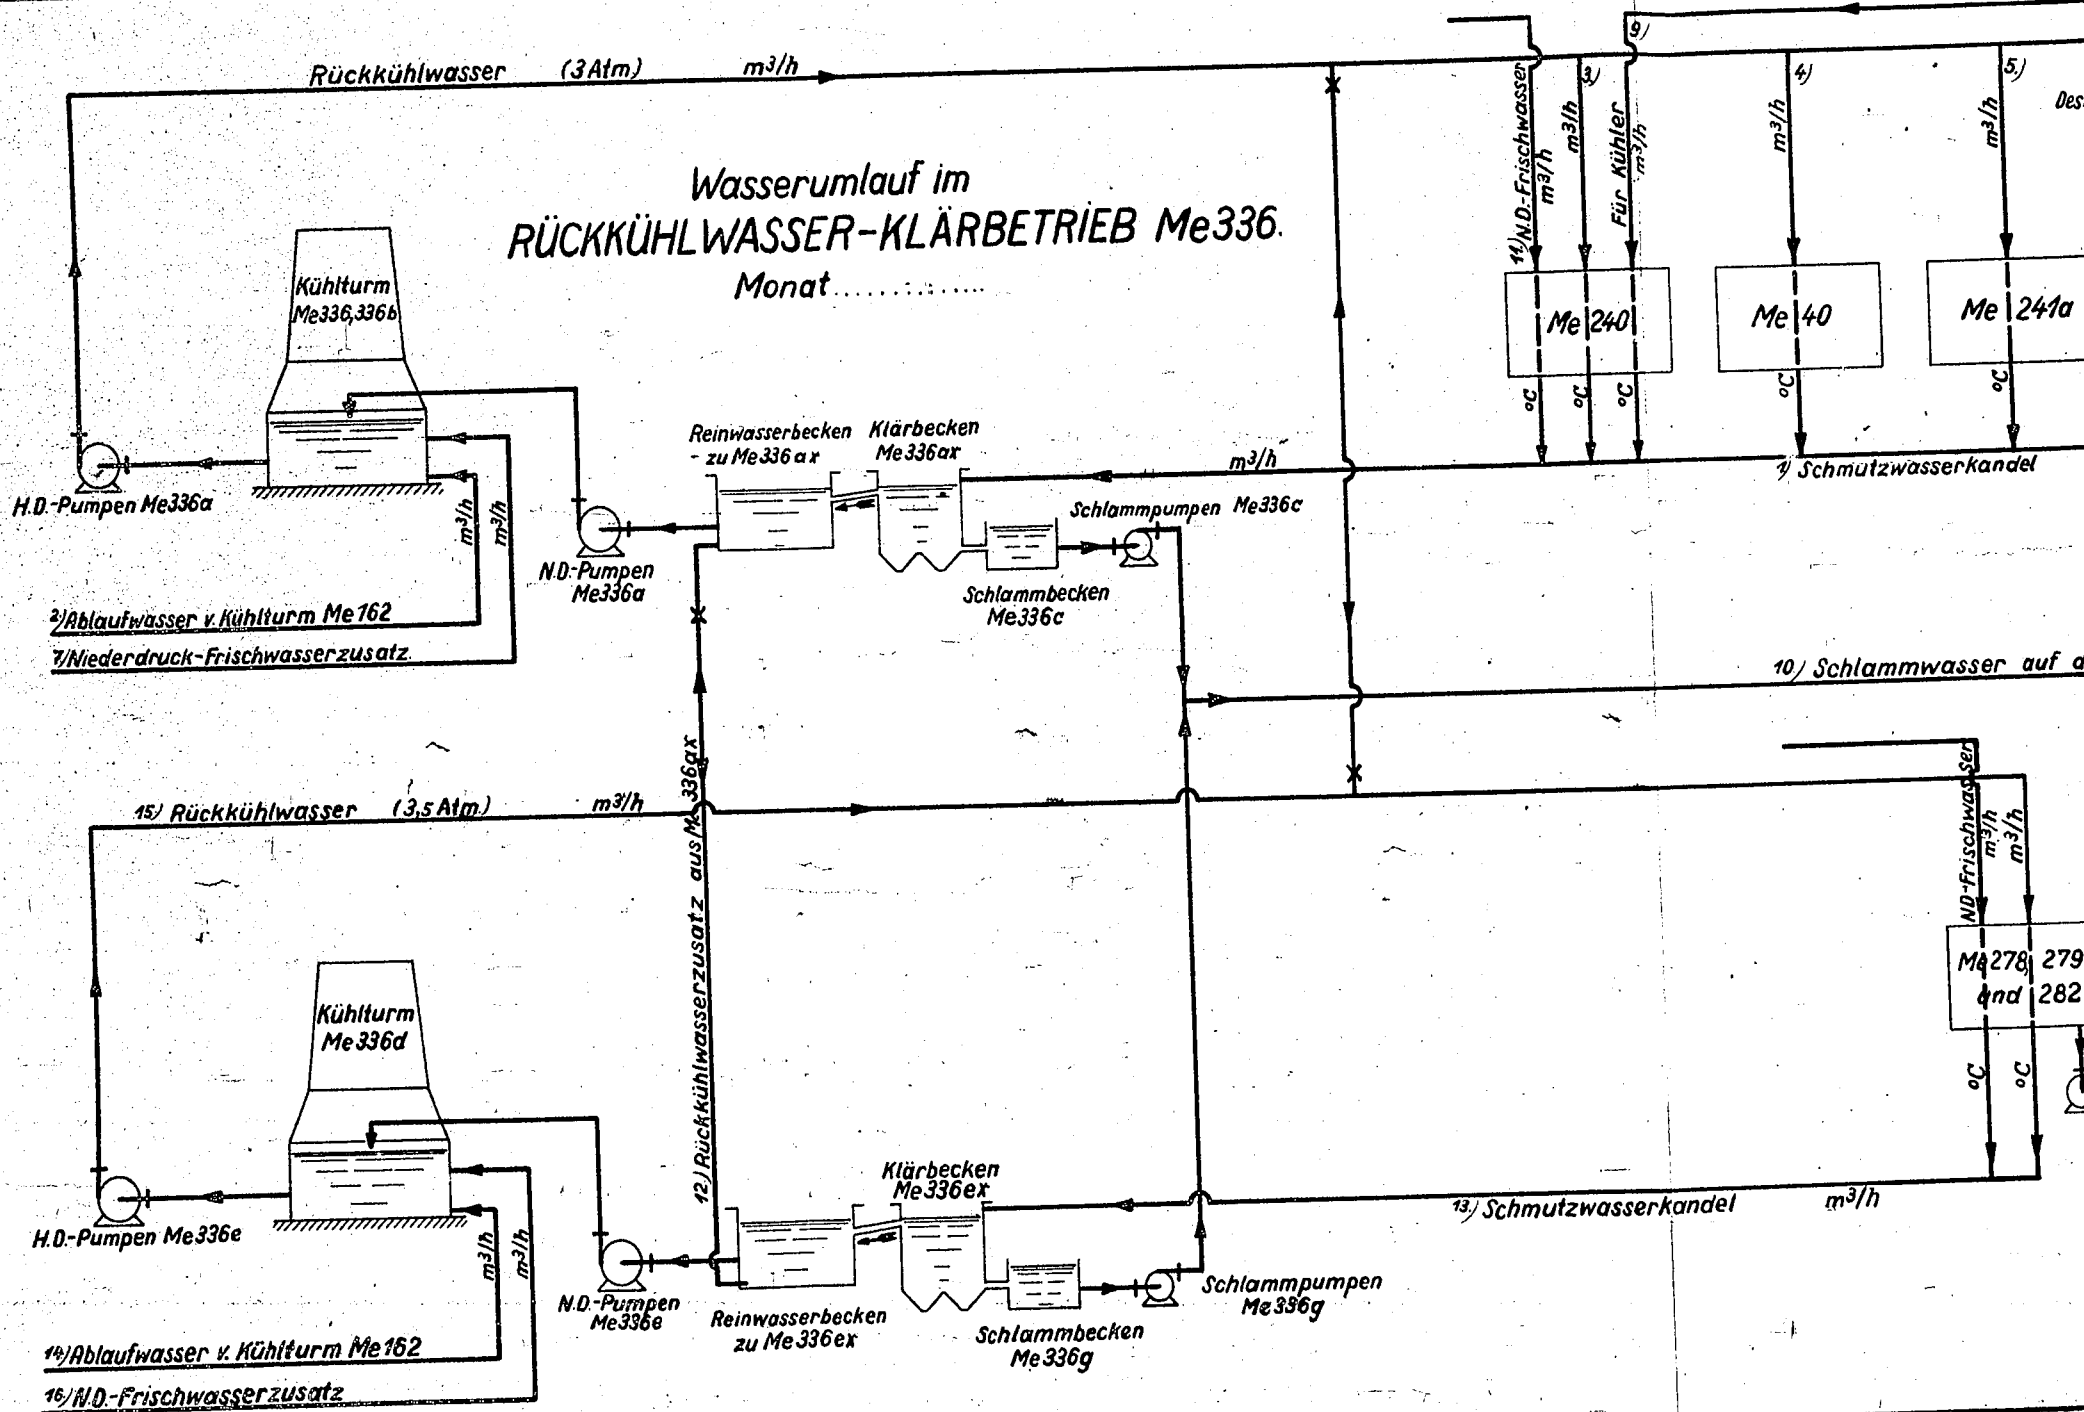 Rückkühlwasser (3 Atm) m³/h
9)
3.)
4)
5.)
Des
11.) N.D.-Frischwasser
m³/h
m³/h
Für Kühler
m³/h
m³/h
m³/h
Wasserumlauf im
RÜCKKÜHLWASSER-KLÄRBETRIEB Me336.
Monat..............
Kühlturm
Me336,336b
Me 240
Me 40
Me 241a
°C
°C
°C
°C
°C
Reinwasserbecken
- zu Me336ax
Klärbecken
Me336ax
m³/h
1) Schmutzwasserkandel
H.D.-Pumpen Me336a
m³/h
m³/h
N.D.-Pumpen
Me336a
Schlammpumpen Me336c
Schlammbecken
Me336c
2) Ablaufwasser v. Kühlturm Me162
7) Niederdruck-Frischwasserzusatz
10) Schlammwasser auf d
12.) Rückkühlwasserzusatz aus Me336ax
15) Rückkühlwasser (3,5 Atm.) m³/h
ND-Frischwasser
m³/h
m³/h
Me278, 279
und 282
°C
°C
Kühlturm
Me336d
Klärbecken
Me336ex
13.) Schmutzwasserkandel m³/h
H.D.-Pumpen Me336e
m³/h
m³/h
N.D.-Pumpen
Me336e
Reinwasserbecken
zu Me336ex
Schlammpumpen
Me336g
Schlammbecken
Me336g
14) Ablaufwasser v. Kühlturm Me162
16) N.D.-Frischwasserzusatz